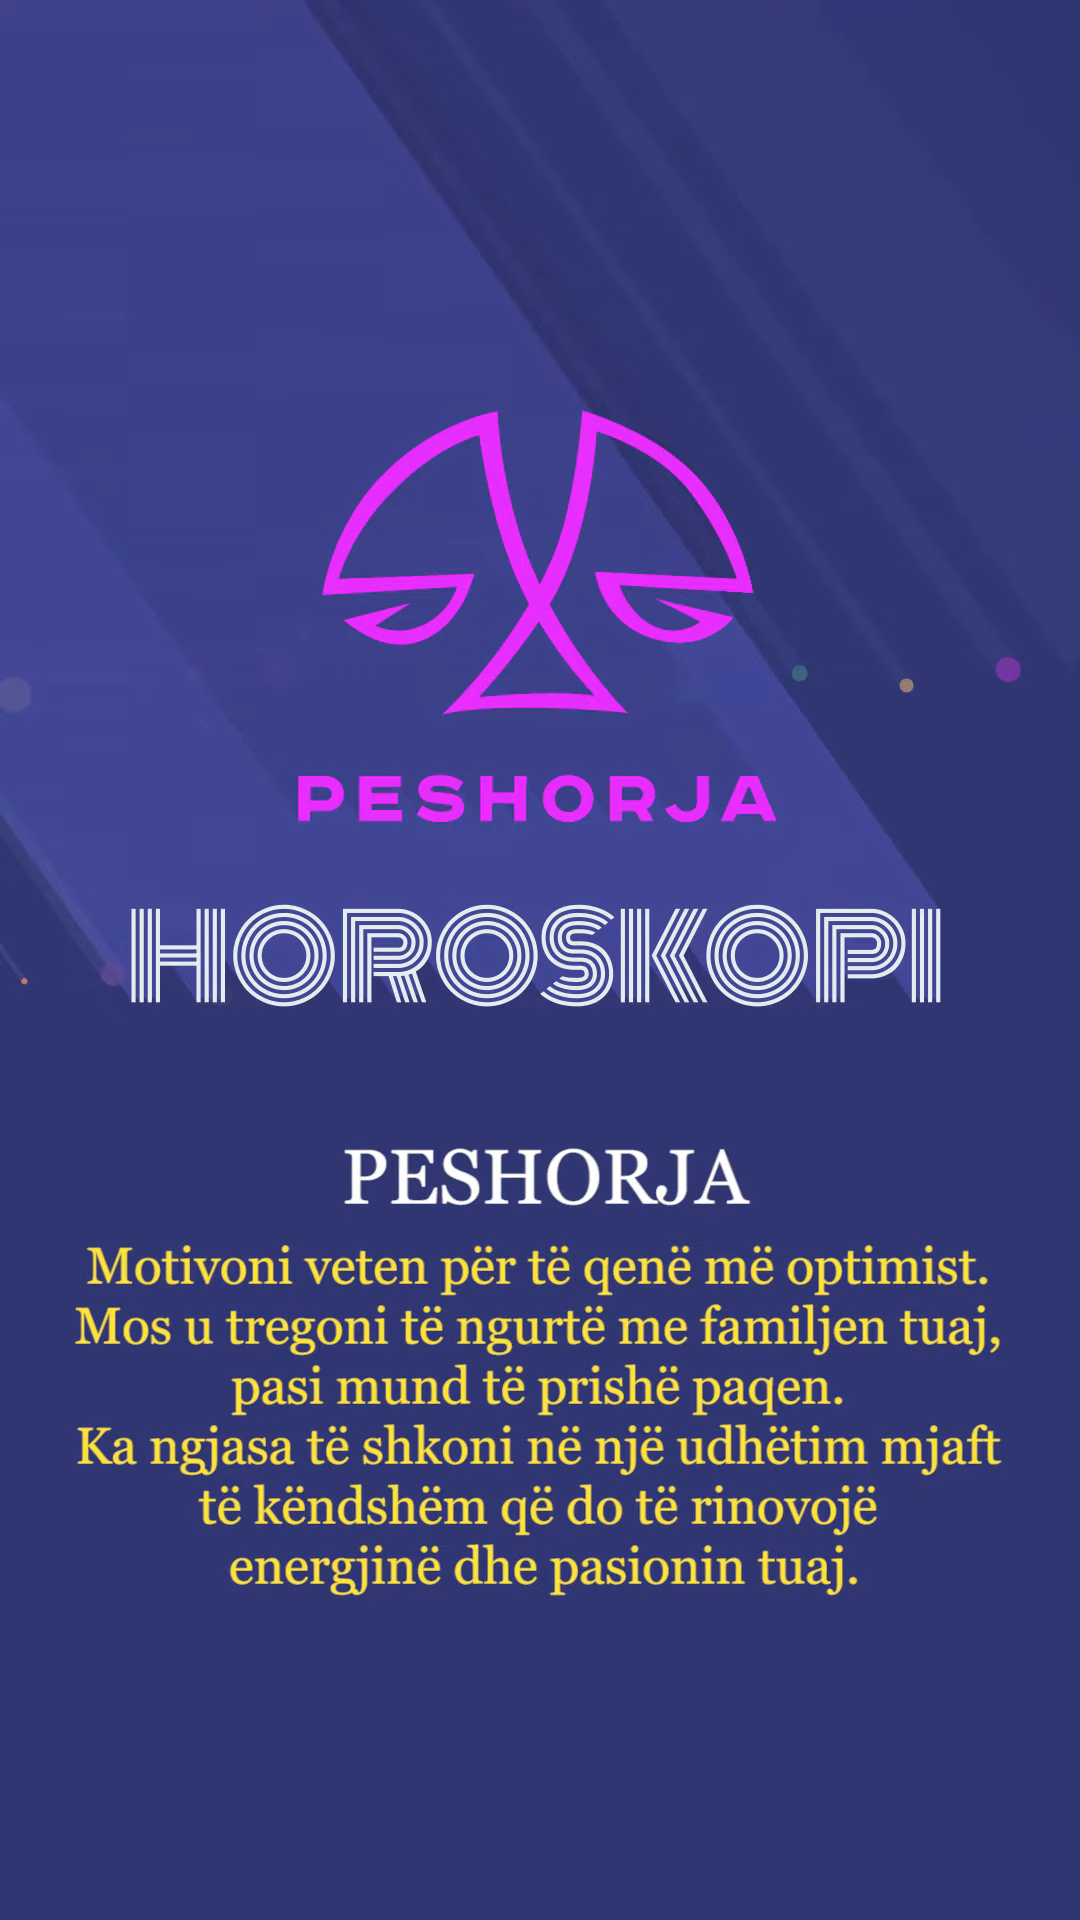 PESHORJA
HOROSKOPI
PESHORJA
Motivoni veten për të qenë më optimist.
Mos u tregoni të ngurtë me familjen tuaj,
pasi mund të prishë paqen.
Ka ngjasa të shkoni në një udhëtim mjaft
të këndshëm që do të rinovojë
energjinë dhe pasionin tuaj.